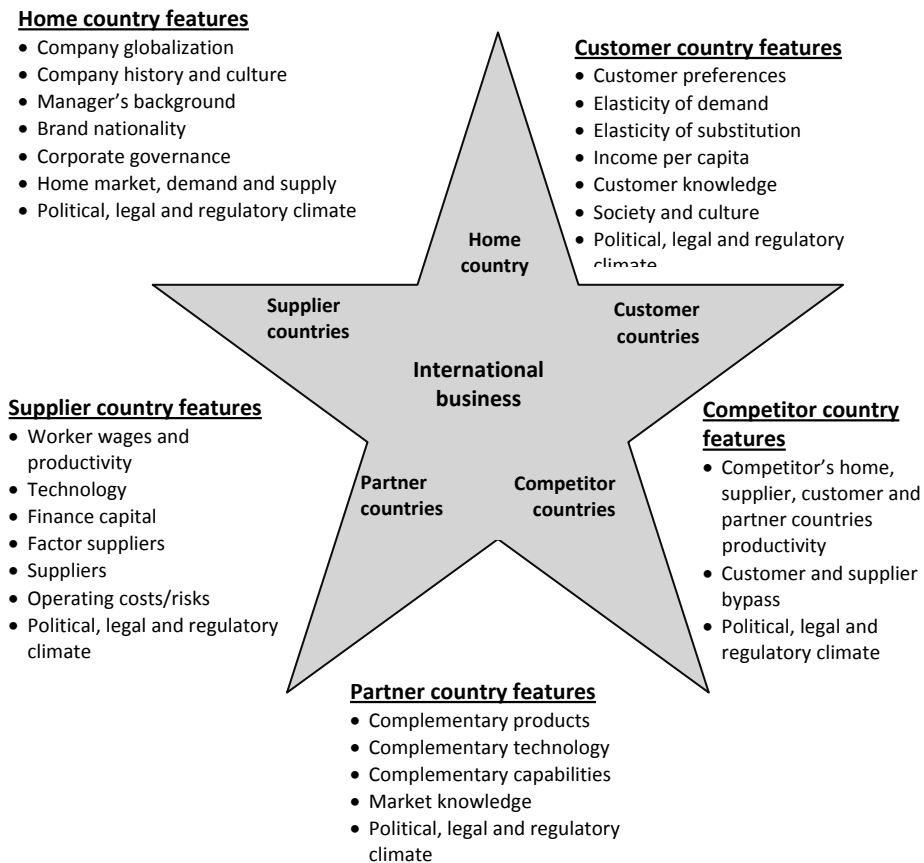 Home country features
• Company globalization
• Company history and culture
• Manager’s background
• Brand nationality
• Corporate governance
• Home market, demand and supply
• Political, legal and regulatory climate
Customer country features
• Customer preferences
• Elasticity of demand
• Elasticity of substitution
• Income per capita
• Customer knowledge
• Society and culture
• Political, legal and regulatory
climate
Home
country
Supplier
countries
Customer
countries
International
business
Partner
countries
Competitor
countries
Supplier country features
• Worker wages and
productivity
• Technology
• Finance capital
• Factor suppliers
• Suppliers
• Operating costs/risks
• Political, legal and regulatory
climate
Competitor country
features
• Competitor’s home,
supplier, customer and
partner countries
productivity
• Customer and supplier
bypass
• Political, legal and
regulatory climate
Partner country features
• Complementary products
• Complementary technology
• Complementary capabilities
• Market knowledge
• Political, legal and regulatory
climate